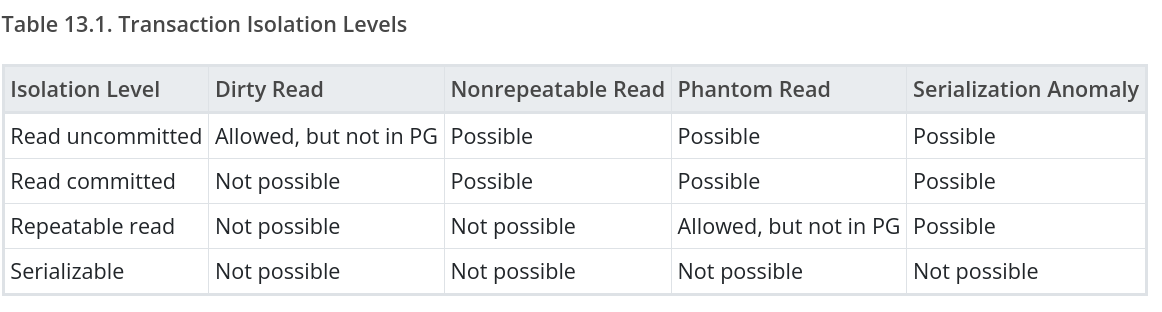 Table 13.1. Transaction Isolation Levels
Isolation Level Dirty Read Nonrepeatable Read Phantom Read Serialization Anomaly
Read uncommitted Allowed, but not in PG Possible Possible Possible
Read committed Not possible Possible Possible Possible
Repeatable read Not possible Not possible Allowed, but not in PG Possible
Serializable Not possible Not possible Not possible Not possible